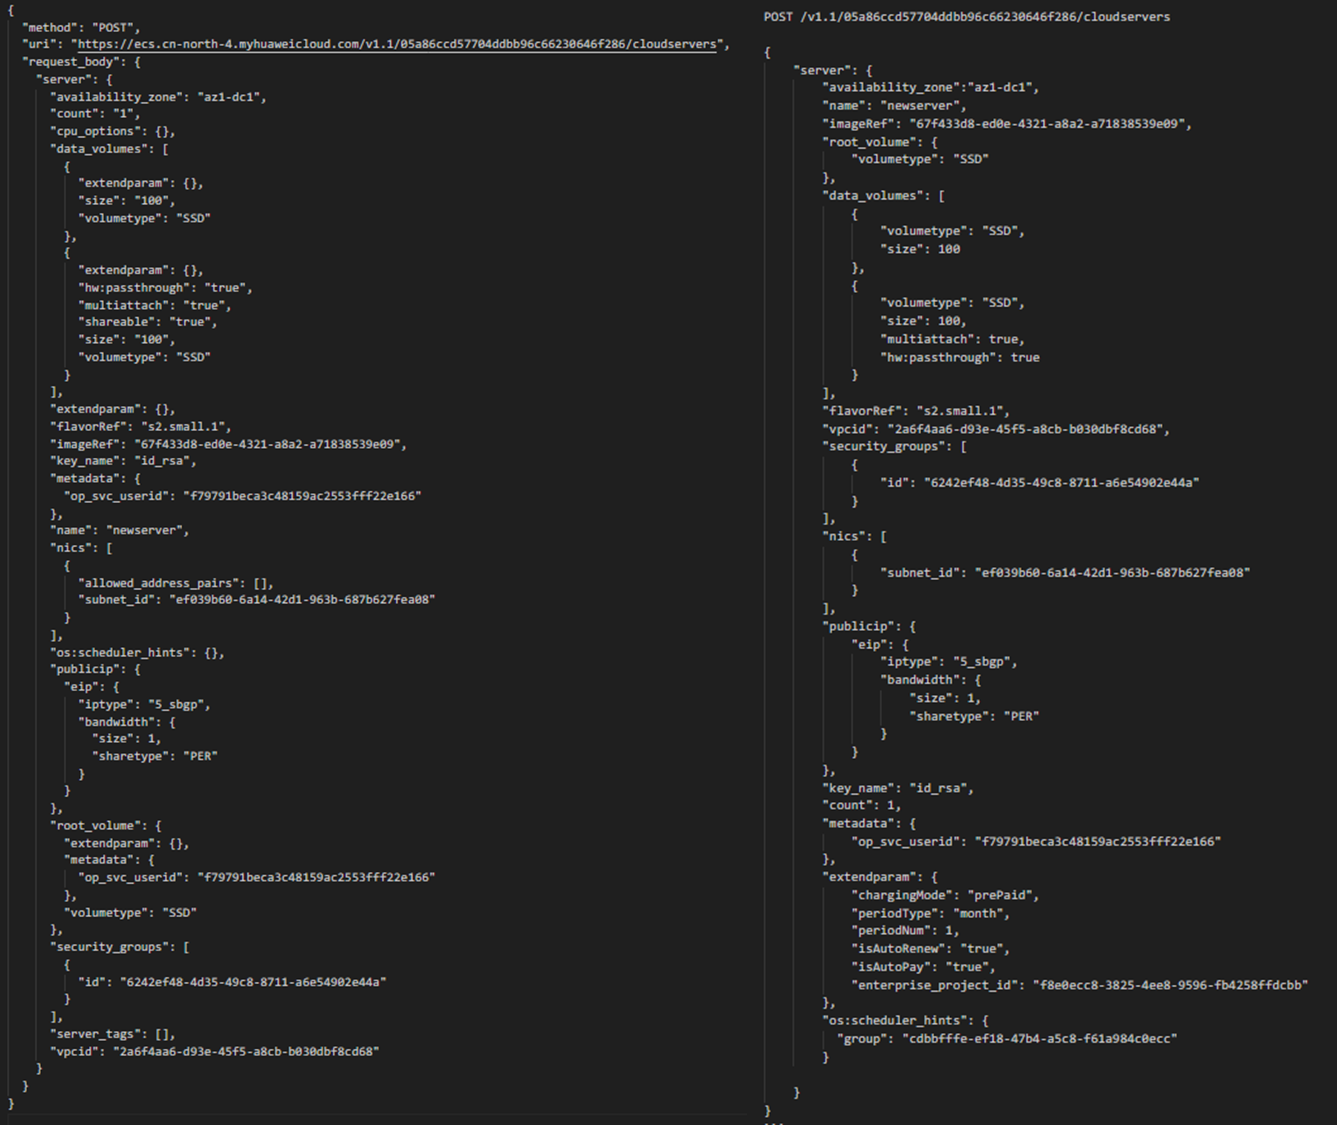 {
"method": "POST",
"uri": "https://ecs.cn-north-4.myhuaweicloud.com/v1.1/05a86ccd57704ddbb96c66230646f286/cloudservers",
"request_body": {
"server": {
"availability_zone": "az1-dc1",
"count": "1",
"cpu_options": {},
"data_volumes": [
{
"extendparam": {},
"size": "100",
"volumetype": "SSD"
},
{
"extendparam": {},
"hw:passthrough": "true",
"multiattach": "true",
"shareable": "true",
"size": "100",
"volumetype": "SSD"
}
],
"extendparam": {},
"flavorRef": "s2.small.1",
"imageRef": "67f433d8-ed0e-4321-a8a2-a71838539e09",
"key_name": "id_rsa",
"metadata": {
"op_svc_userid": "f79791beca3c48159ac2553fff22e166"
},
"name": "newserver",
"nics": [
{
"allowed_address_pairs": [],
"subnet_id": "ef039b60-6a14-42d1-963b-687b627fea08"
}
],
"os:scheduler_hints": {},
"publicip": {
"eip": {
"iptype": "5_sbgp",
"bandwidth": {
"size": 1,
"sharetype": "PER"
}
}
},
"root_volume": {
"extendparam": {},
"metadata": {
"op_svc_userid": "f79791beca3c48159ac2553fff22e166"
},
"volumetype": "SSD"
},
"security_groups": [
{
"id": "6242ef48-4d35-49c8-8711-a6e54902e44a"
}
],
"server_tags": [],
"vpcid": "2a6f4aa6-d93e-45f5-a8cb-b030dbf8cd68"
}
}
}
POST /v1.1/05a86ccd57704ddbb96c66230646f286/cloudservers
{
"server": {
"availability_zone":"az1-dc1",
"name": "newserver",
"imageRef": "67f433d8-ed0e-4321-a8a2-a71838539e09",
"root_volume": {
"volumetype": "SSD"
},
"data_volumes": [
{
"volumetype": "SSD",
"size": 100
},
{
"volumetype": "SSD",
"size": 100,
"multiattach": true,
"hw:passthrough": true
}
],
"flavorRef": "s2.small.1",
"vpcid": "2a6f4aa6-d93e-45f5-a8cb-b030dbf8cd68",
"security_groups": [
{
"id": "6242ef48-4d35-49c8-8711-a6e54902e44a"
}
],
"nics": [
{
"subnet_id": "ef039b60-6a14-42d1-963b-687b627fea08"
}
],
"publicip": {
"eip": {
"iptype": "5_sbgp",
"bandwidth": {
"size": 1,
"sharetype": "PER"
}
}
},
"key_name": "id_rsa",
"count": 1,
"metadata": {
"op_svc_userid": "f79791beca3c48159ac2553fff22e166"
},
"extendparam": {
"chargingMode": "prePaid",
"periodType": "month",
"periodNum": 1,
"isAutoRenew": "true",
"isAutoPay": "true",
"enterprise_project_id": "f8e0ecc8-3825-4ee8-9596-fb4258ffdcbb"
},
"os:scheduler_hints": {
"group": "cdbbfffe-ef18-47b4-a5c8-f61a984c0ecc"
}
}
}